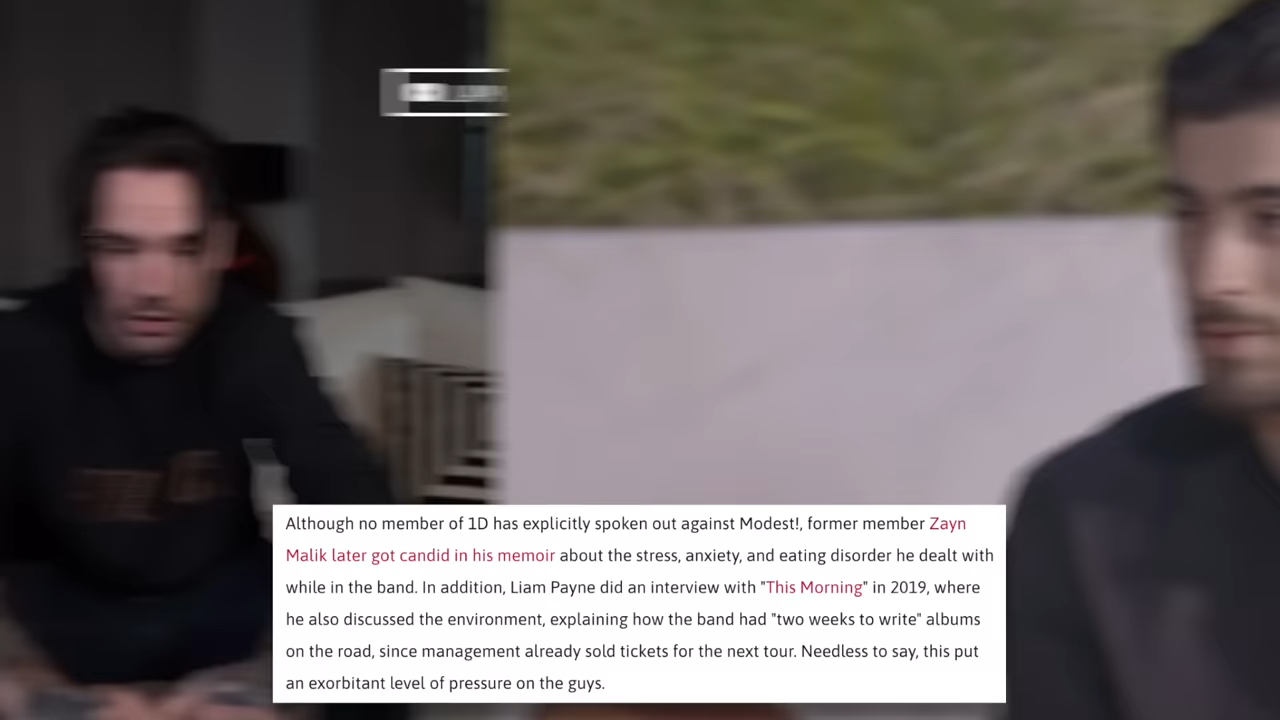 Although no member of 1D has explicitly spoken out against Modest!, former member Zayn
Malik later got candid in his memoir about the stress, anxiety, and eating disorder he dealt with
while in the band. In addition, Liam Payne did an interview with "This Morning" in 2019, where
he also discussed the environment, explaining how the band had "two weeks to write" albums
on the road, since management already sold tickets for the next tour. Needless to say, this put
an exorbitant level of pressure on the guys.